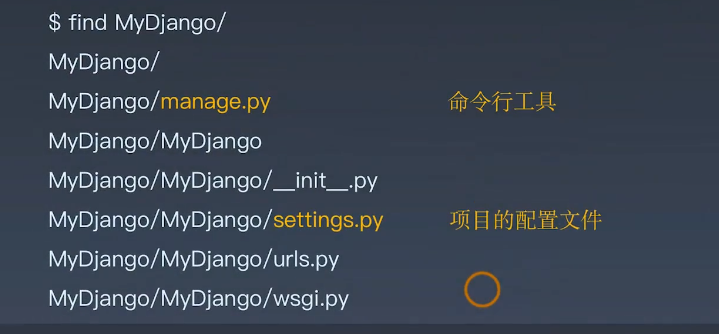 $ find MyDjango/
MyDjango/
MyDjango/manage.py 命令行工具
MyDjango/MyDjango
MyDjango/MyDjango/__init__.py
MyDjango/MyDjango/settings.py 项目的配置文件
MyDjango/MyDjango/urls.py
MyDjango/MyDjango/wsgi.py